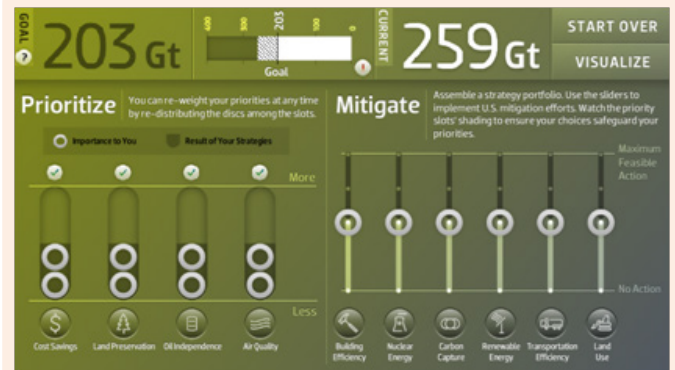 GOAL
?
203 Gt
400 300 203 100 0
Goal
!
CURRENT
259 Gt
START OVER
VISUALIZE
Prioritize
You can re-weight your priorities at any time
by re-distributing the discs among the slots.
Importance to You
Result of Your Strategies
More
Less
Cost Savings
Land Preservation
Oil Independence
Air Quality
Mitigate
Assemble a strategy portfolio. Use the sliders to
implement U.S. mitigation efforts. Watch the priority
slots' shading to ensure your choices safeguard your
priorities.
Maximum
Feasible
Action
No Action
Building
Efficiency
Nuclear
Energy
Carbon
Capture
Renewable
Energy
Transportation
Efficiency
Land
Use